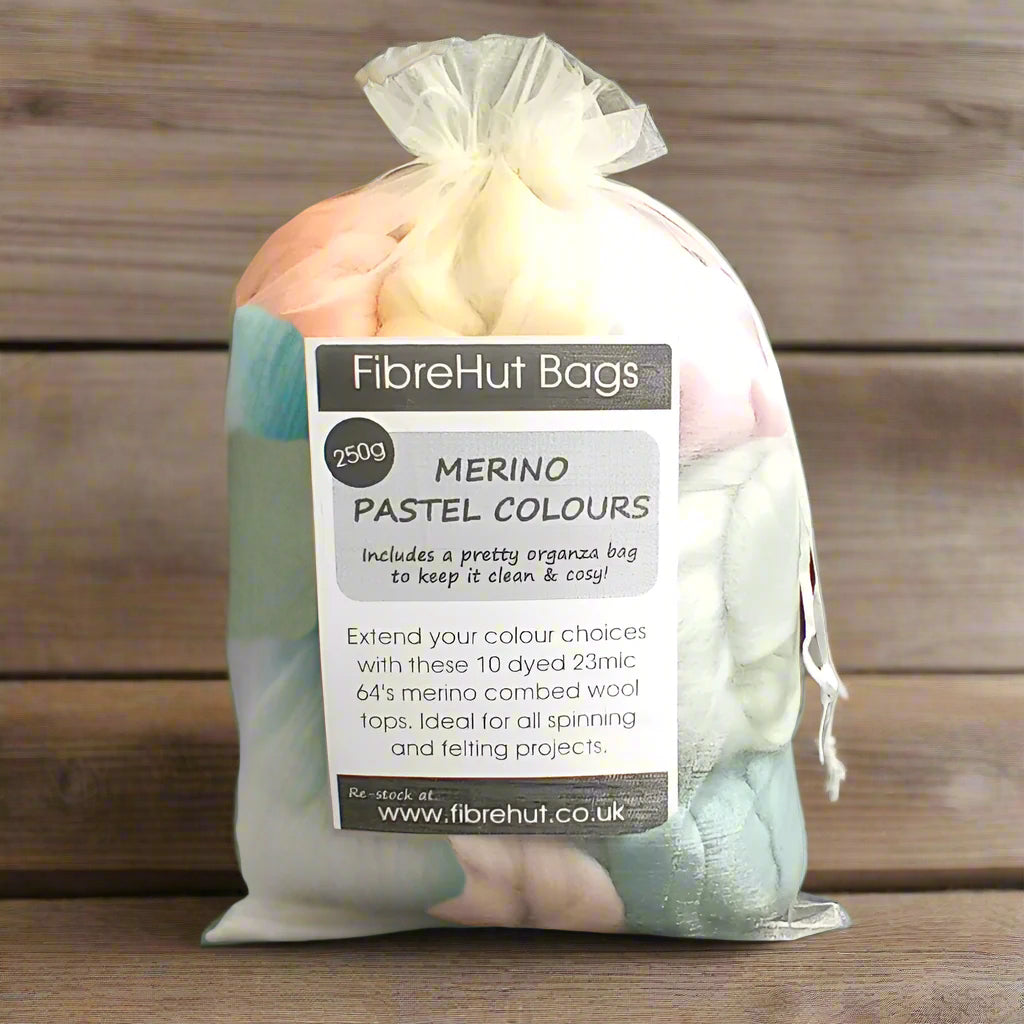 FibreHut Bags
250g
MERINO
PASTEL COLOURS
Includes a pretty organza bag
to keep it clean & cosy!
Extend your colour choices
with these 10 dyed 23mic
64's merino combed wool
tops. Ideal for all spinning
and felting projects.
Re-stock at
www.fibrehut.co.uk